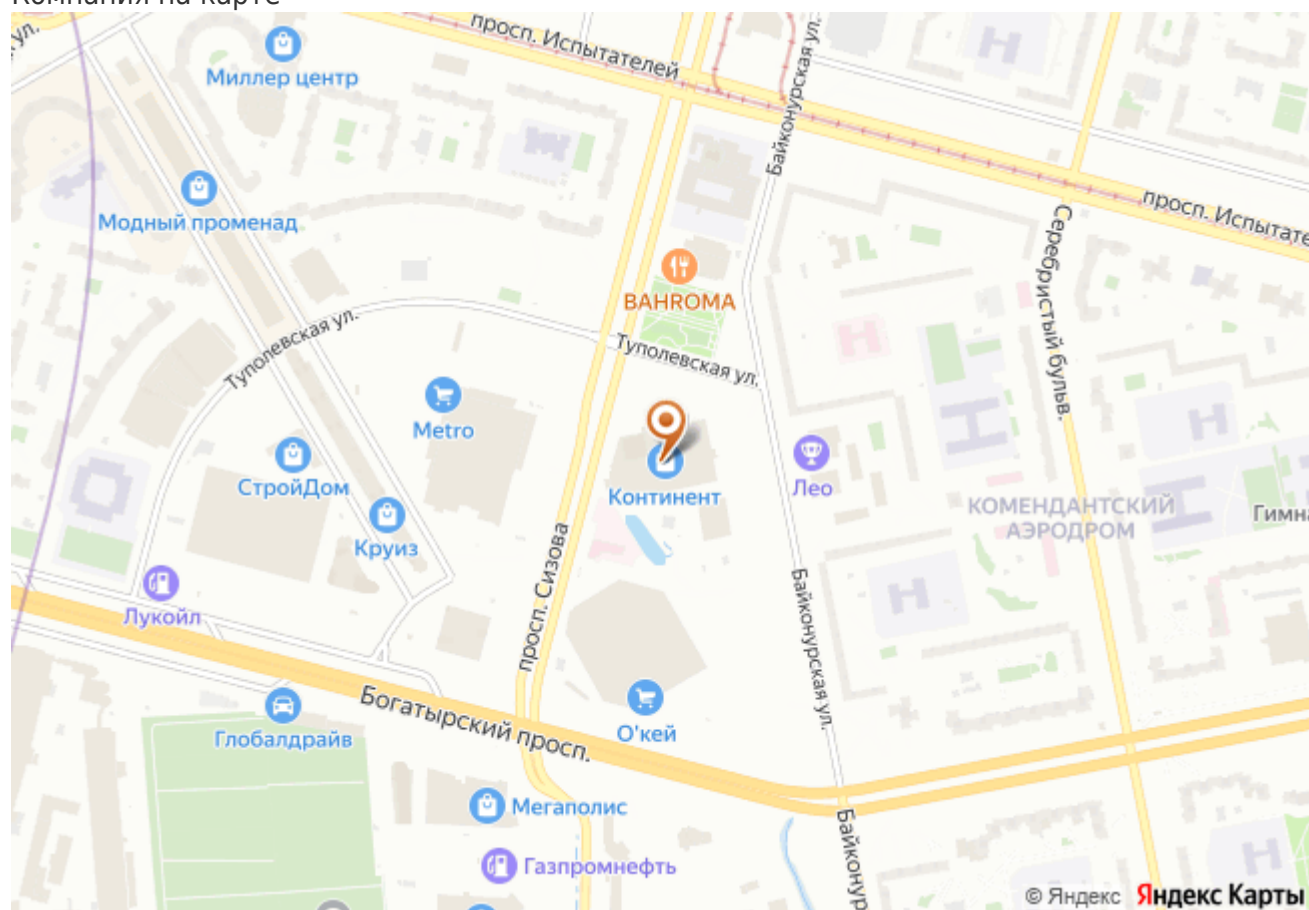 Компания на карте
ул.
просп. Испытателей
Байконурская ул.
Миллер центр
Модный променад
просп. Испытате
Серебристый бульв.
BAHROMA
Туполевская ул.
Туполевская ул.
Metro
СтройДом
Континент
Лео
КОМЕНДАНТСКИЙ
АЭРОДРОМ
Гимна
Круиз
просп. Сизова
Байконурская ул.
Лукойл
Богатырский просп.
Глобалдрайв
О'кей
Мегаполис
Газпромнефть
Байконур
© Яндекс Яндекс Карты